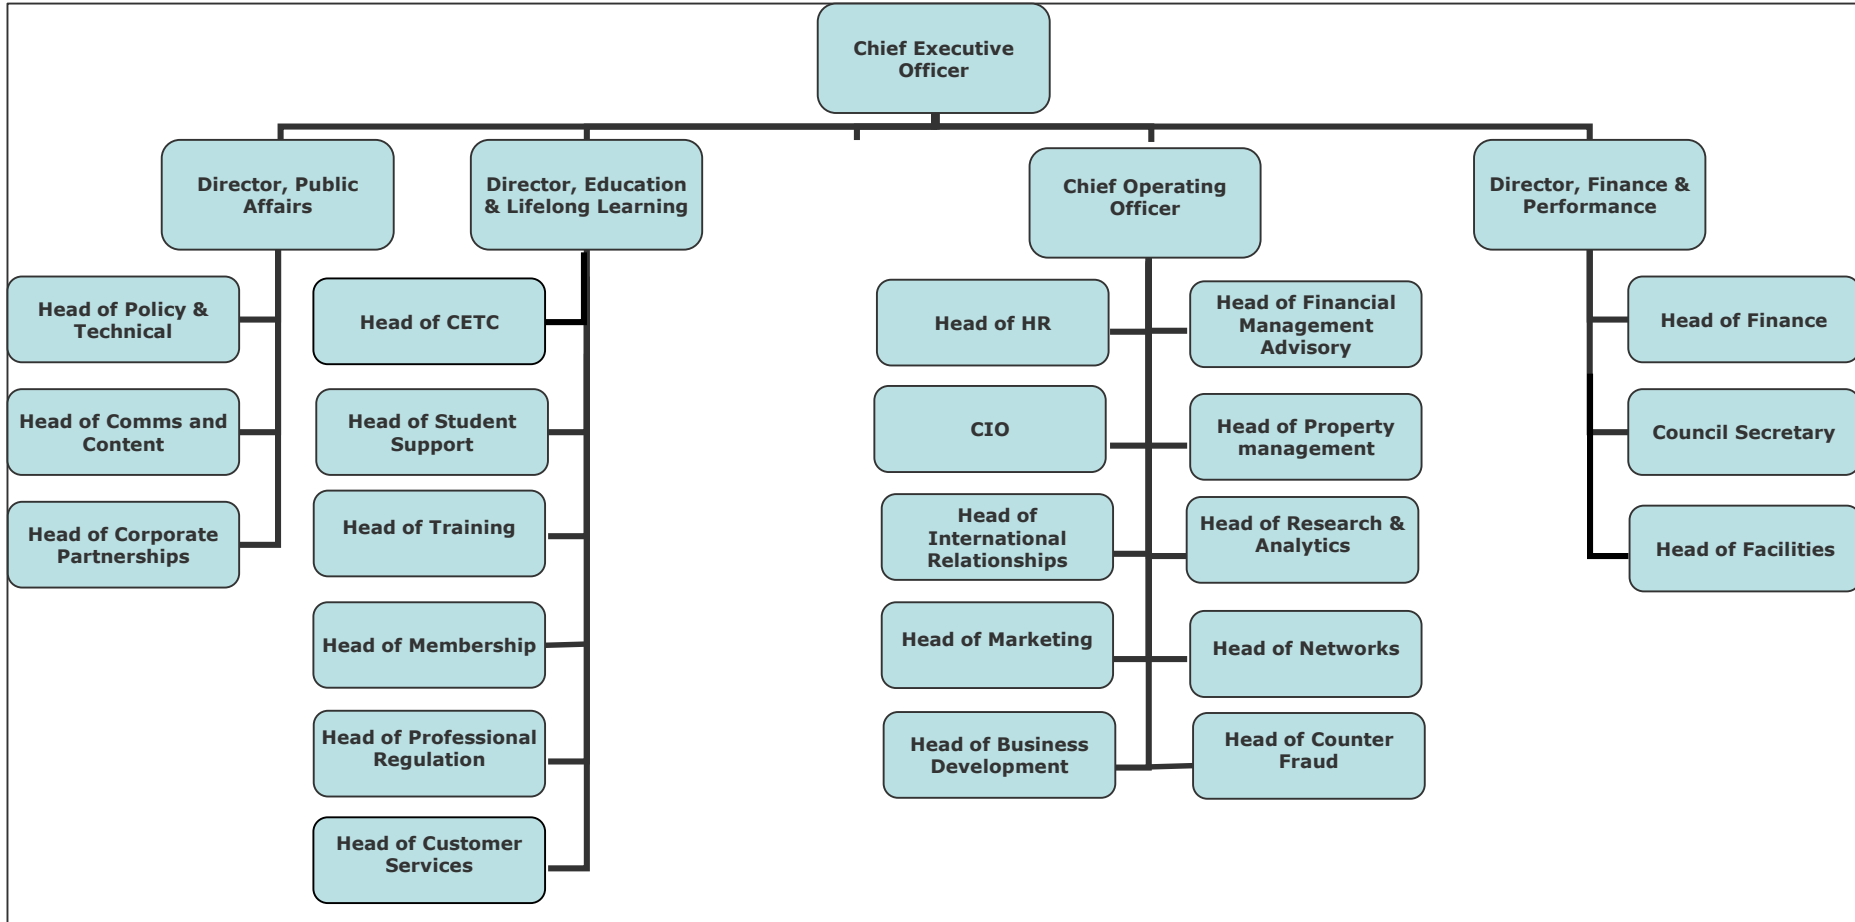 Chief Executive
Officer
Director, Public
Affairs
Director, Education
& Lifelong Learning
Chief Operating
Officer
Director, Finance &
Performance
Head of Policy &
Technical
Head of Comms and
Content
Head of Corporate
Partnerships
Head of CETC
Head of Student
Support
Head of Training
Head of Membership
Head of Professional
Regulation
Head of Customer
Services
Head of HR
CIO
Head of
International
Relationships
Head of Marketing
Head of Business
Development
Head of Financial
Management
Advisory
Head of Property
management
Head of Research &
Analytics
Head of Networks
Head of Counter
Fraud
Head of Finance
Council Secretary
Head of Facilities